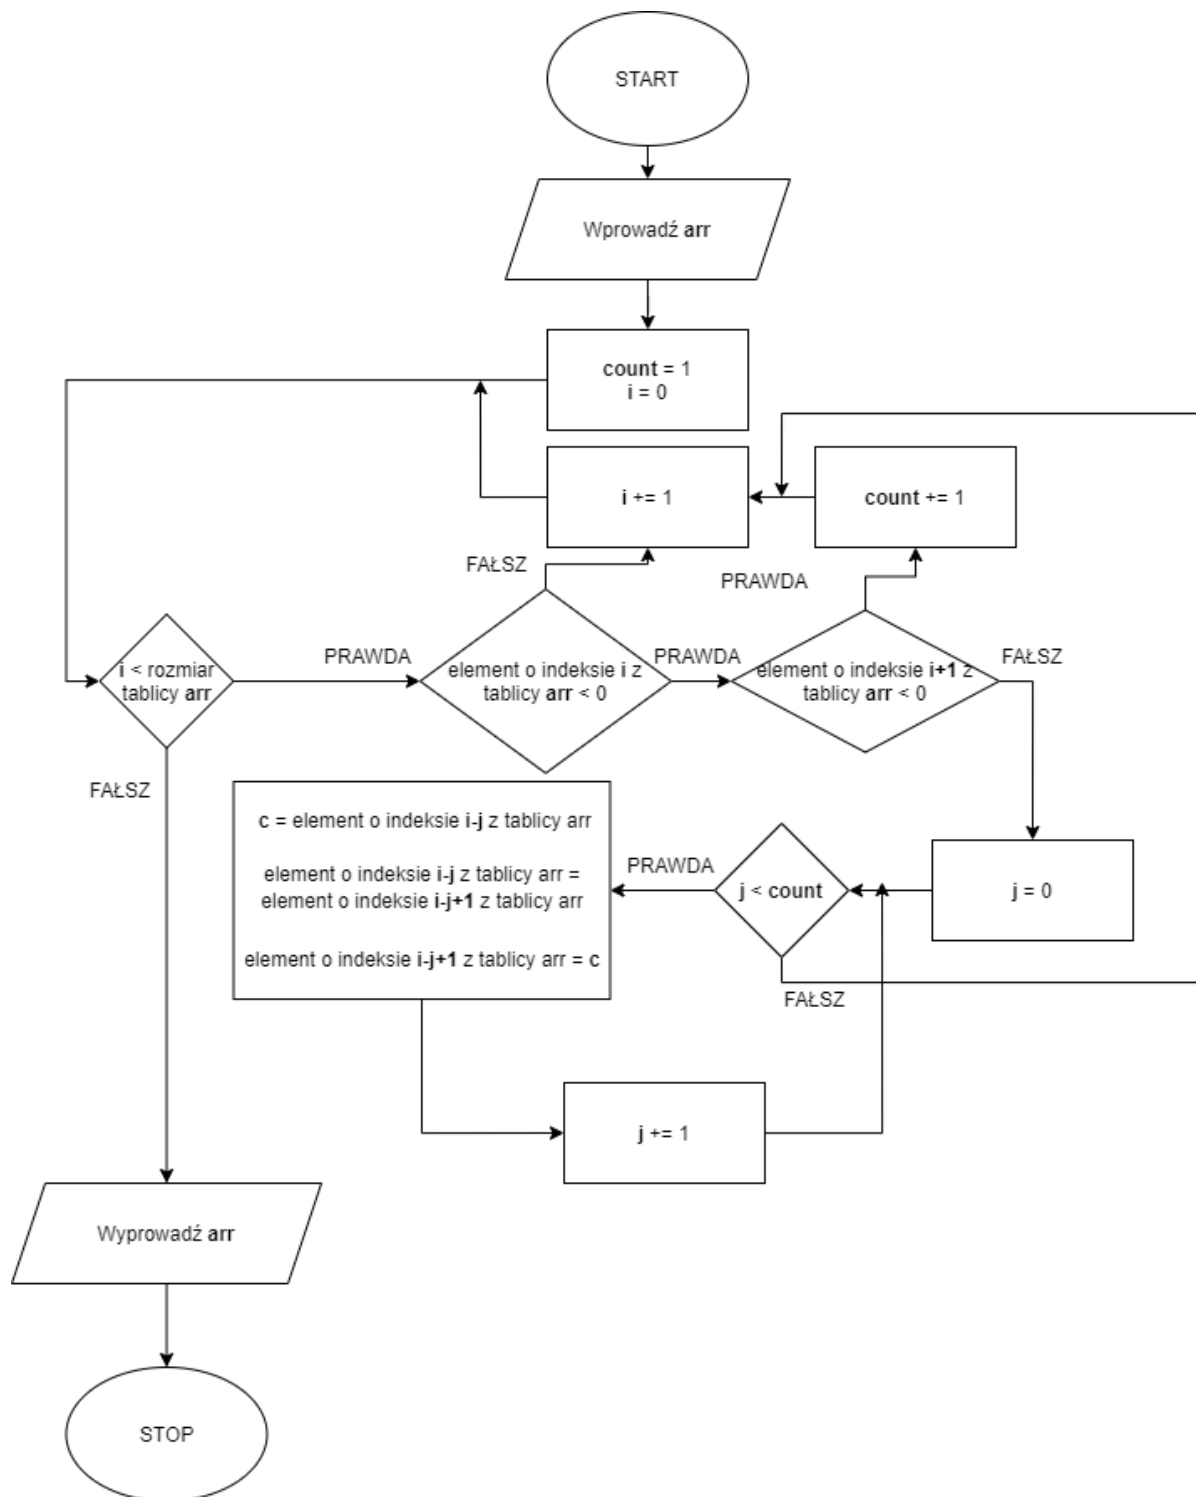 START
Wprowadź arr
count = 1
i = 0
i += 1
count += 1
FAŁSZ
PRAWDA
i < rozmiar
tablicy arr
PRAWDA
element o indeksie i z
tablicy arr < 0
PRAWDA
element o indeksie i+1 z
tablicy arr < 0
FAŁSZ
FAŁSZ
c = element o indeksie i-j z tablicy arr
element o indeksie i-j z tablicy arr =
element o indeksie i-j+1 z tablicy arr
element o indeksie i-j+1 z tablicy arr = c
PRAWDA
j < count
j = 0
FAŁSZ
j += 1
Wyprowadź arr
STOP